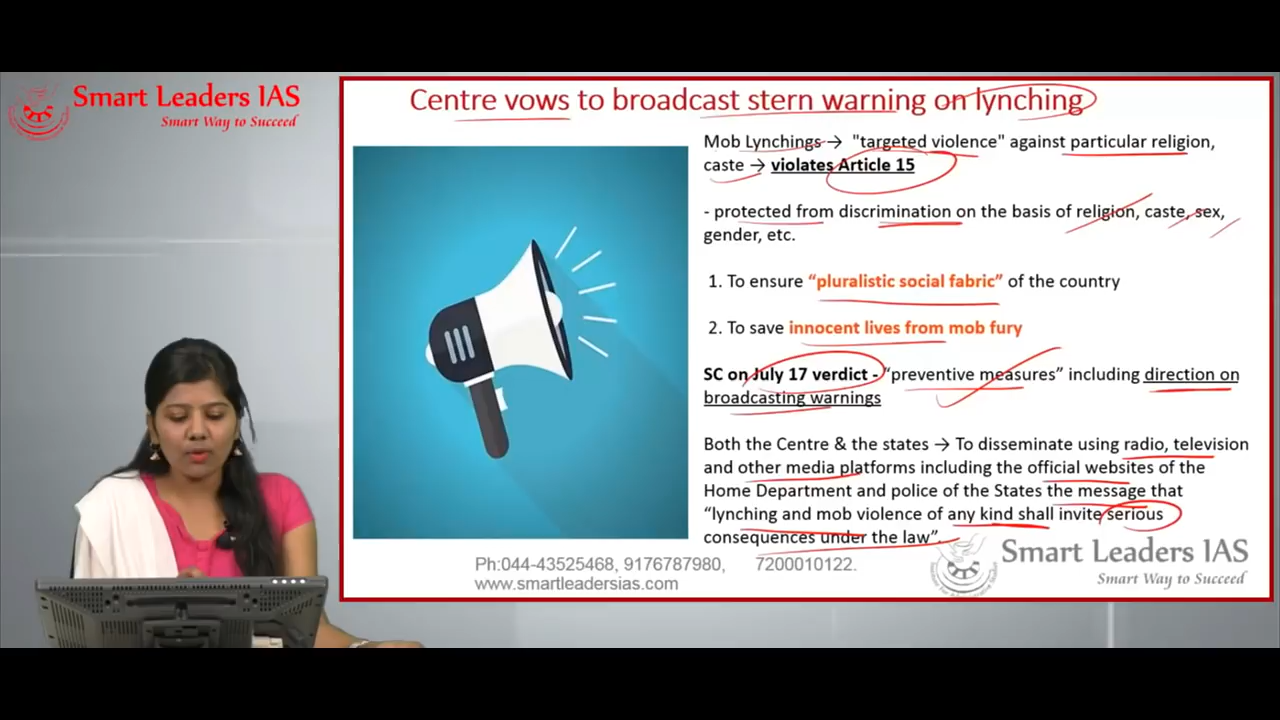 Smart Leaders IAS
Smart Way to Succeed
Centre vows to broadcast stern warning on lynching
Mob Lynchings → "targeted violence" against particular religion,
caste → violates Article 15
- protected from discrimination on the basis of religion, caste, sex,
gender, etc.
1. To ensure “pluralistic social fabric” of the country
2. To save innocent lives from mob fury
SC on July 17 verdict - “preventive measures” including direction on
broadcasting warnings
Both the Centre & the states → To disseminate using radio, television
and other media platforms including the official websites of the
Home Department and police of the States the message that
“lynching and mob violence of any kind shall invite serious
consequences under the law”.
Ph:044-43525468, 9176787980, 7200010122.
www.smartleadersias.com
Smart Leaders IAS
Smart Way to Succeed